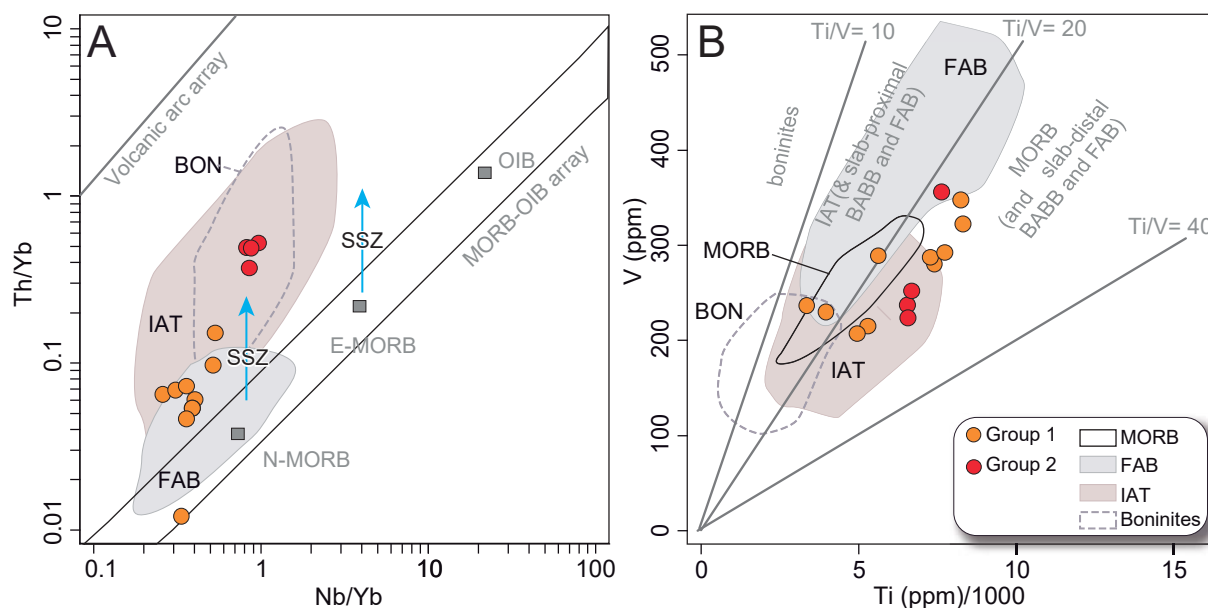 A
10
1
0.1
0.01
Th/Yb
0.1
1
10
100
Nb/Yb
Volcanic arc array
BON
IAT
FAB
SSZ
SSZ
OIB
E-MORB
N-MORB
MORB-OIB array
B
500
400
300
200
100
0
V (ppm)
0
5
10
15
Ti (ppm)/1000
Ti/V= 10
Ti/V= 20
Ti/V= 40
boninites
IAT(& slab-proximal
BABB and FAB)
MORB
(and slab-distal
BABB and FAB)
FAB
MORB
BON
IAT
Group 1
Group 2
MORB
FAB
IAT
Boninites